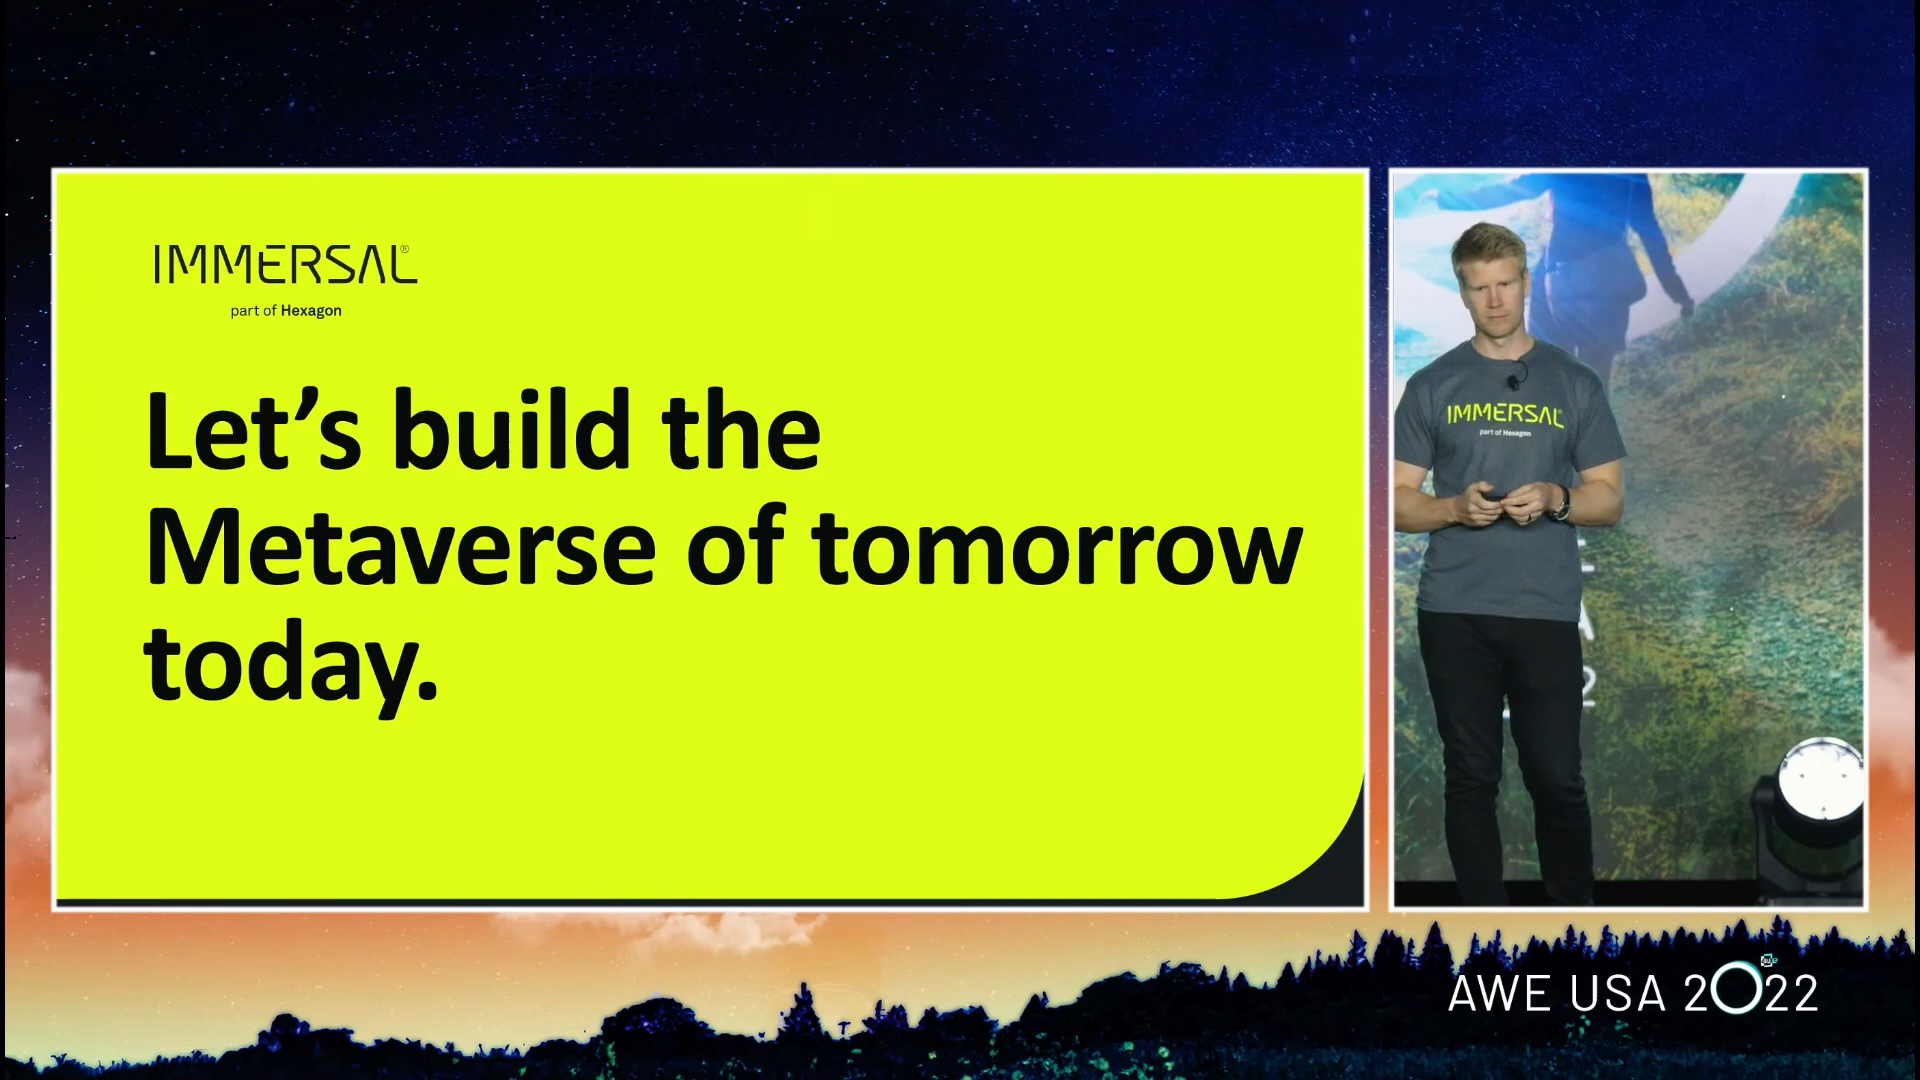 IMMERSAL®
part of Hexagon
Let’s build the
Metaverse of tomorrow
today.
IMMERSAL
part of Hexagon
AWE USA 2022